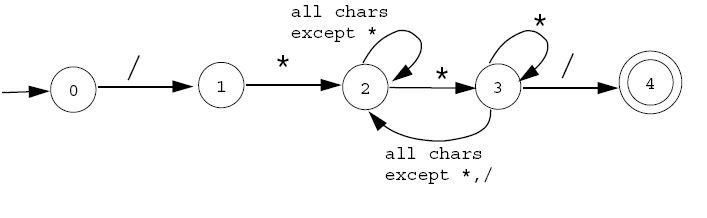 all chars
except *
*
/
*
*
/
0
1
2
3
4
all chars
except *,/